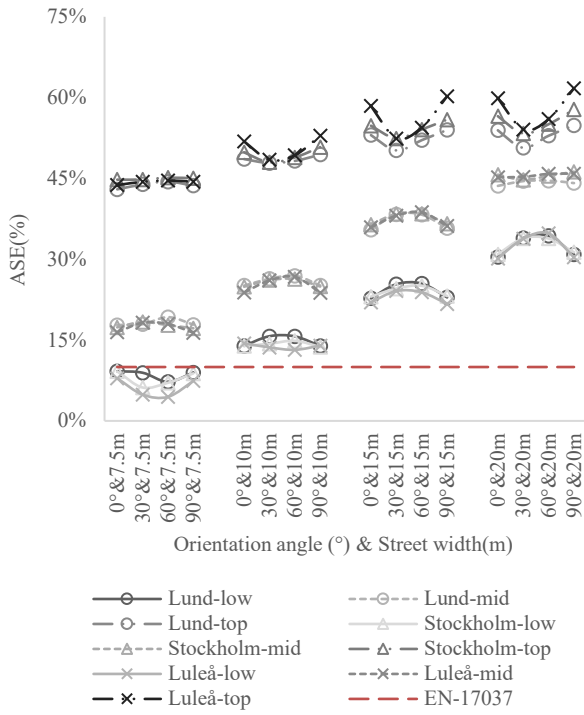 75%
60%
45%
30%
15%
0%
ASE(%)
0°&7.5m
30°&7.5m
60°&7.5m
90°&7.5m
0°&10m
30°&10m
60°&10m
90°&10m
0°&15m
30°&15m
60°&15m
90°&15m
0°&20m
30°&20m
60°&20m
90°&20m
Orientation angle (°) & Street width(m)
Lund-low
Lund-mid
Lund-top
Stockholm-low
Stockholm-mid
Stockholm-top
Luleå-low
Luleå-mid
Luleå-top
EN-17037